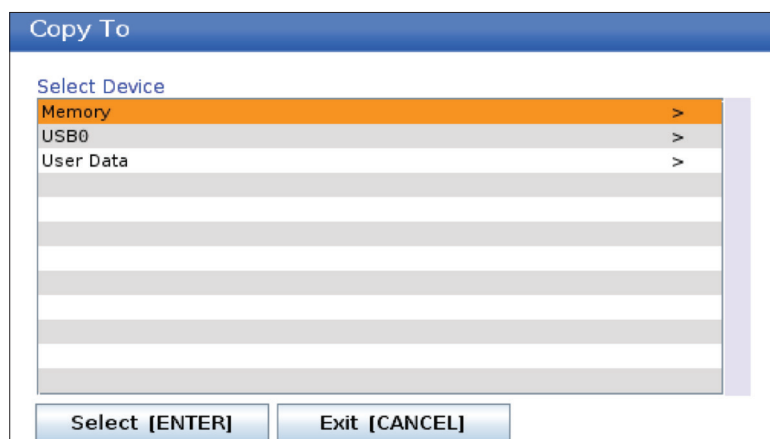 Copy To
Select Device
Memory >
USB0 >
User Data >
Select [ENTER] Exit [CANCEL]